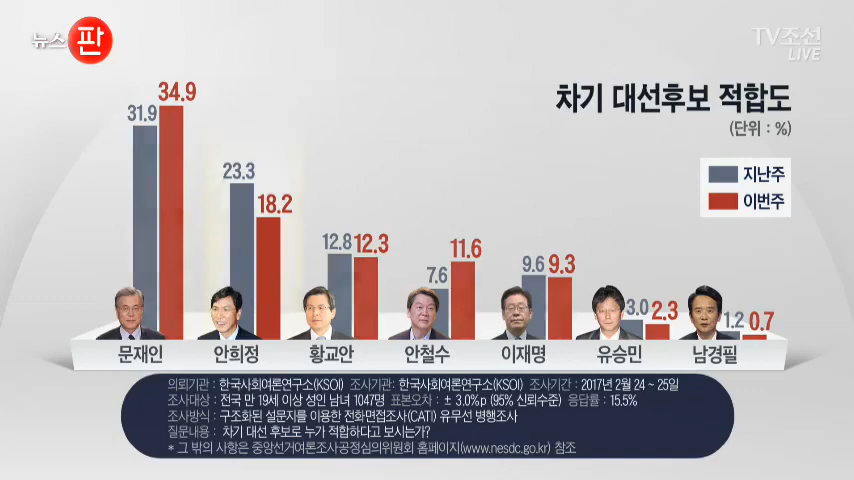 뉴스 판
TV조선
LIVE
차기 대선후보 적합도
(단위 : %)
지난주
이번주
31.9 34.9
23.3 18.2
12.8 12.3
7.6 11.6
9.6 9.3
3.0 2.3
1.2 0.7
문재인 안희정 황교안 안철수 이재명 유승민 남경필
의뢰기관 : 한국사회여론연구소(KSOI) 조사기관: 한국사회여론연구소(KSOI) 조사기간 : 2017년 2월 24 ~ 25일
조사대상 : 전국 만 19세 이상 성인 남녀 1047명 표본오차 : ± 3.0%p (95% 신뢰수준) 응답률 : 15.5%
조사방식 : 구조화된 설문지를 이용한 전화면접조사(CATI) 유무선 병행조사
질문내용 : 차기 대선 후보로 누가 적합하다고 보시는가?
* 그 밖의 사항은 중앙선거여론조사공정심의위원회 홈페이지(www.nesdc.go.kr) 참조